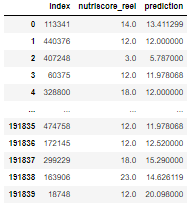 index nutriscore_reel prediction
0 113341 14.0 13.411299
1 440376 12.0 12.000000
2 407248 3.0 5.787000
3 60375 12.0 11.978068
4 328800 18.0 12.000000
... ... ... ...
191835 474758 12.0 11.978068
191836 172145 12.0 12.520000
191837 299229 18.0 15.290000
191838 163906 23.0 14.626119
191839 18748 12.0 20.098000